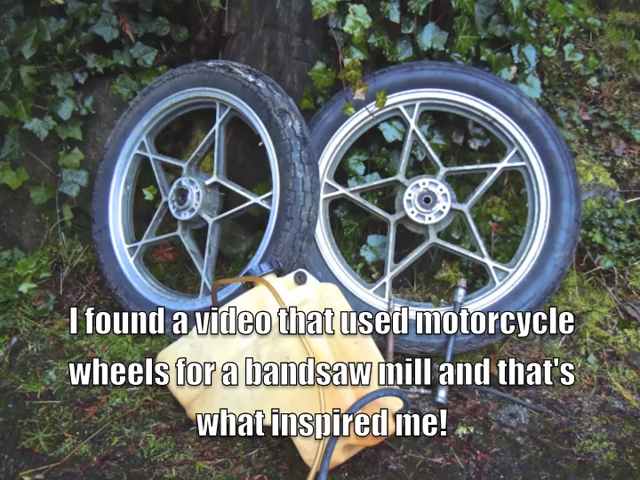 I found a video that used motorcycle
wheels for a bandsaw mill and that's
what inspired me!